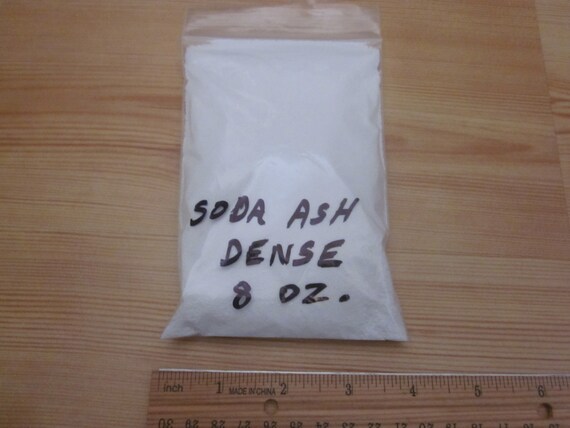 SODA ASH
DENSE
8 OZ.
inch 1 2 3 4 5 6
MADE IN CHINA